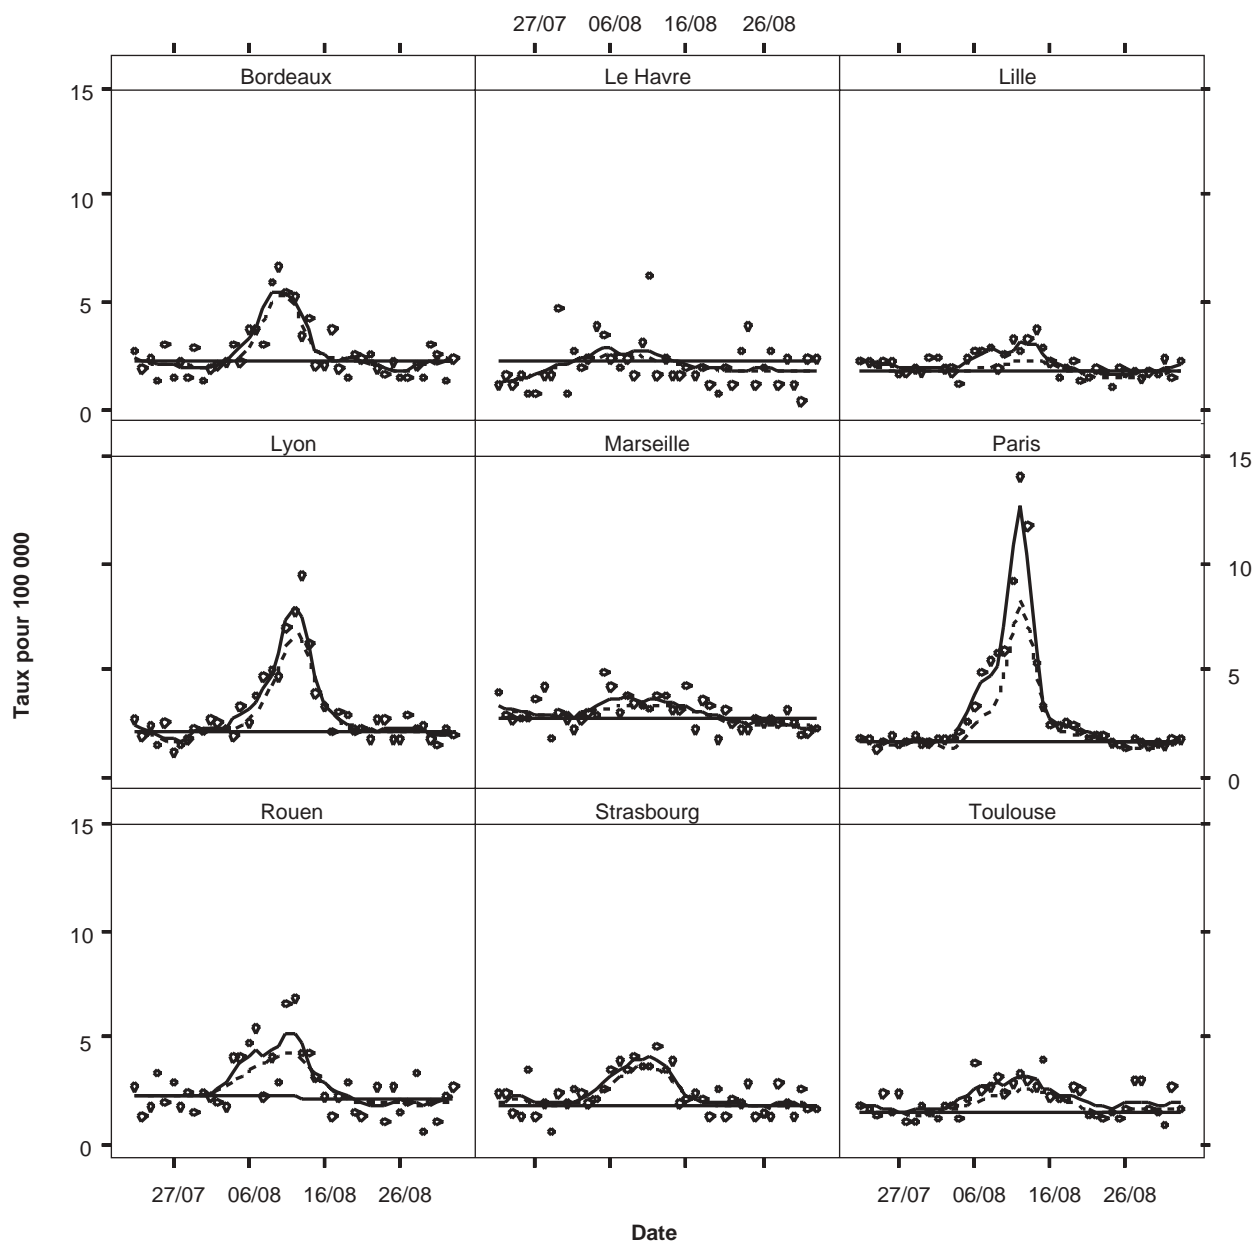 27/07 06/08 16/08 26/08
Bordeaux Le Havre Lille
15
10
5
0
Lyon Marseille Paris
15
10
5
0
Taux pour 100 000
Rouen Strasbourg Toulouse
15
10
5
0
27/07 06/08 16/08 26/08 27/07 06/08 16/08 26/08
Date